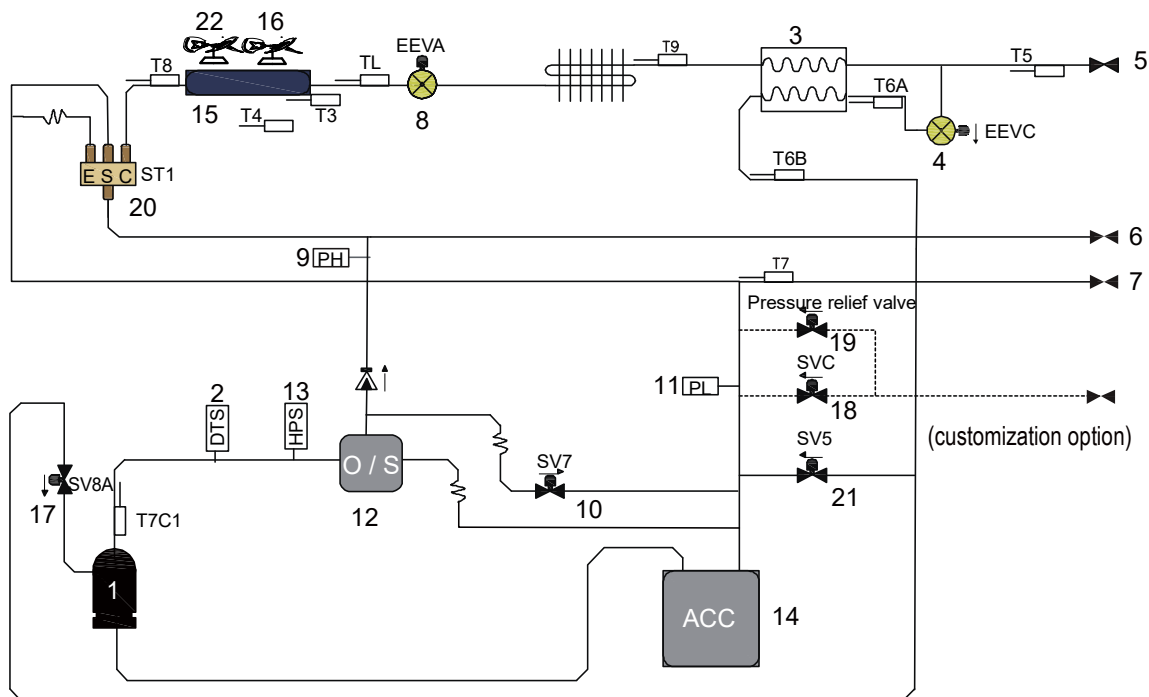 22
16
3
EEVA
T8
TL
T9
T5
5
15
T4
T3
8
T6A
EEVC
4
E S C
ST1
T6B
20
6
9
PH
T7
7
Pressure relief valve
19
2
13
11
PL
SVC
18
DTS
HPS
(customization option)
O / S
SV7
SV5
SV8A
17
10
21
12
T7C1
1
ACC
14